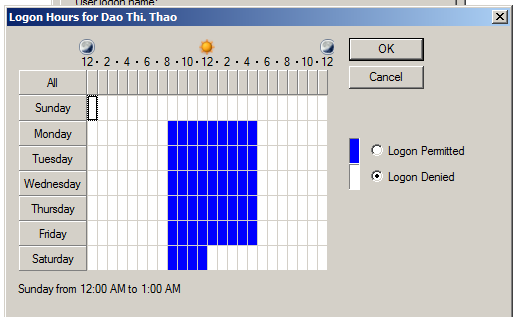 User logon name:
Logon Hours for Dao Thi. Thao
12 · 2 · 4 · 6 · 8 · 10 · 12 · 2 · 4 · 6 · 8 · 10 · 12
OK
Cancel
All
Sunday
Monday
Tuesday
Wednesday
Thursday
Friday
Saturday
Logon Permitted
Logon Denied
Sunday from 12:00 AM to 1:00 AM